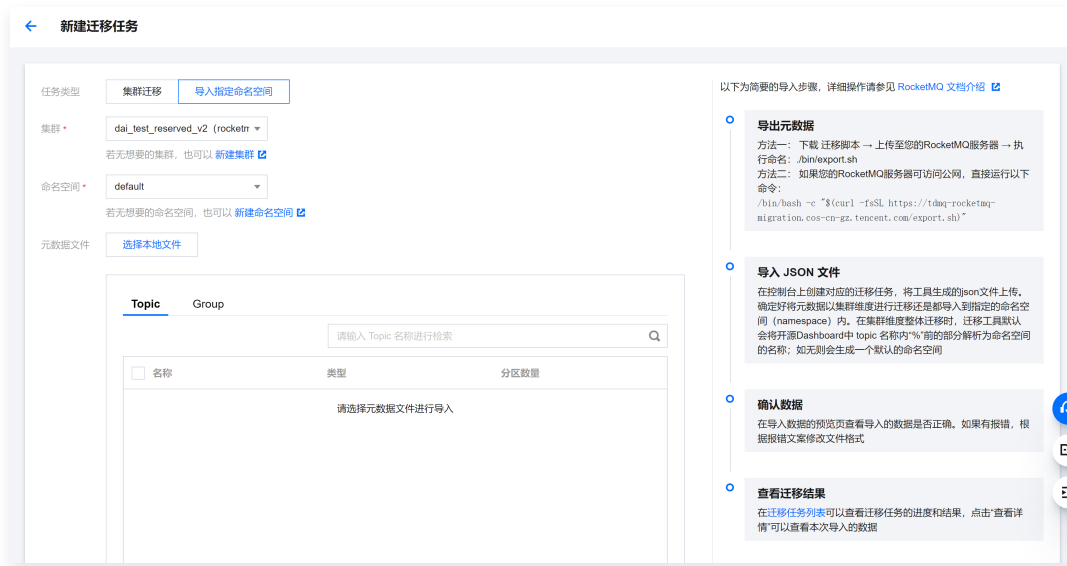 新建迁移任务
任务类型
集群迁移
导入指定命名空间
集群 *
dai_test_reserved_v2（rocketm
若无想要的集群，也可以 新建集群
命名空间 *
default
若无想要的命名空间，也可以 新建命名空间
元数据文件
选择本地文件
Topic
Group
请输入 Topic 名称进行检索
名称
类型
分区数量
请选择元数据文件进行导入
以下为简要的导入步骤，详细操作请参见 RocketMQ 文档介绍
导出元数据
方法一： 下载 迁移脚本 → 上传至您的RocketMQ服务器 → 执
行命名：./bin/export.sh
方法二： 如果您的RocketMQ服务器可访问公网，直接运行以下
命令：
/bin/bash -c "$(curl -fsSL https://tdmq-rocketmq-
migration.cos-cn-gz.tencent.com/export.sh)"
导入 JSON 文件
在控制台上创建对应的迁移任务，将工具生成的json文件上传。
确定好将元数据以集群维度进行迁移还是都导入到指定的命名空
间（namespace）内。在集群维度整体迁移时，迁移工具默认
会将开源Dashboard中 topic 名称内“%”前的部分解析为命名空间
的名称；如无则会生成一个默认的命名空间
确认数据
在导入数据的预览页查看导入的数据是否正确。如果有报错，根
据报错文案修改文件格式
查看迁移结果
在迁移任务列表可以查看迁移任务的进度和结果，点击“查看详
情”可以查看本次导入的数据